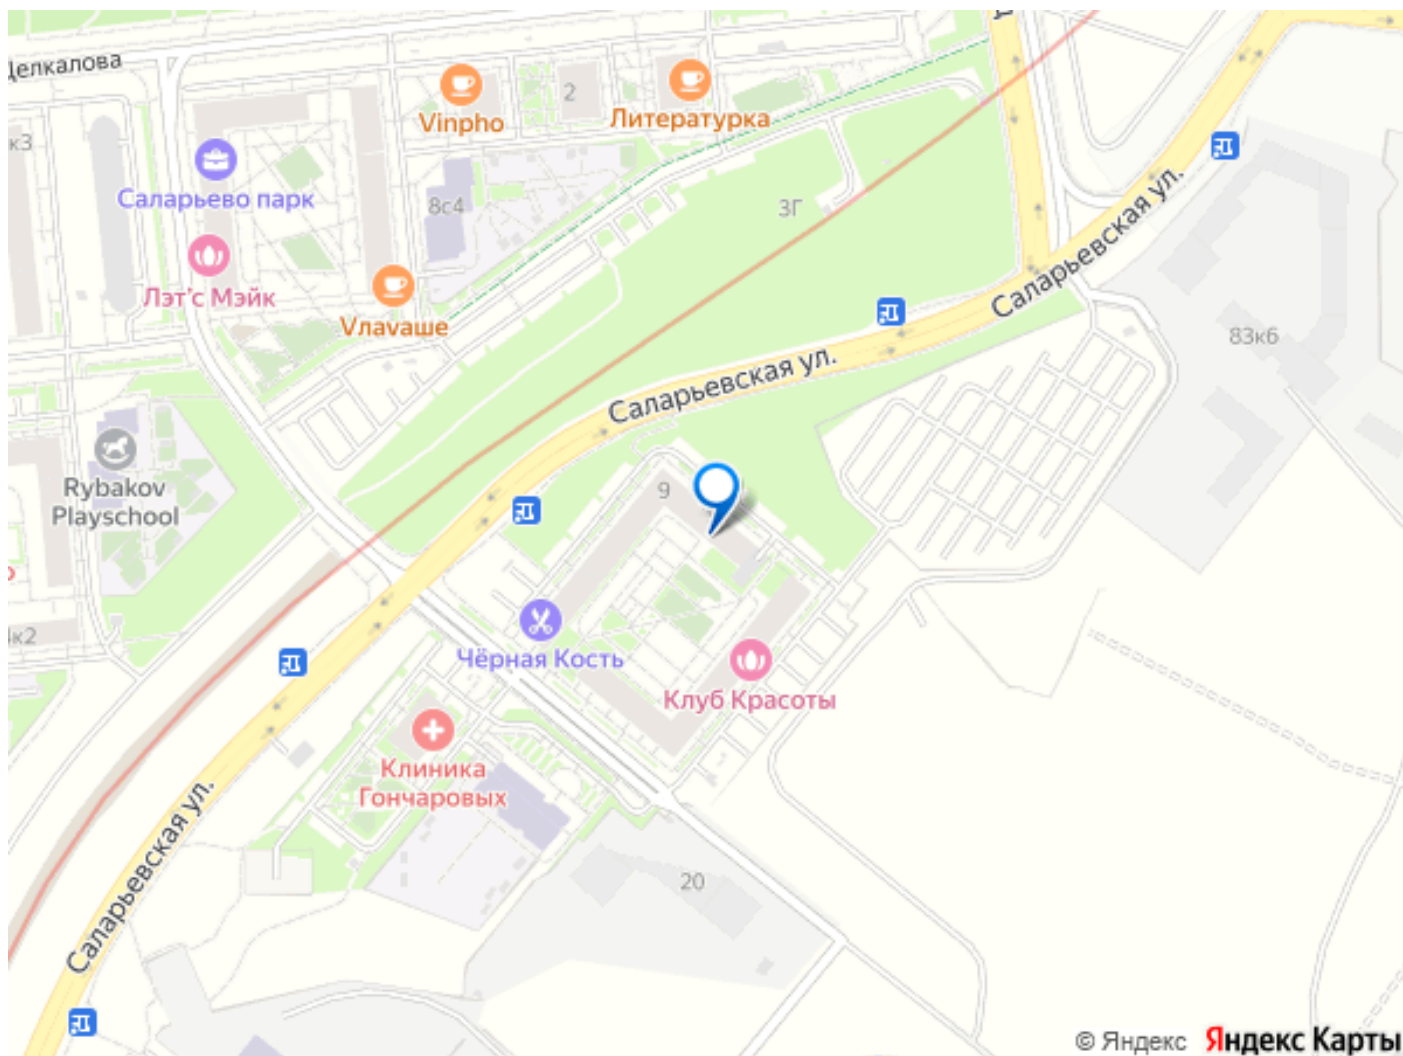 Vinpho
2
Литературка
к3
Саларьево парк
8с4
3Г
Саларьевская ул.
Лэт'с Мэйк
Vлаvаше
83к6
Саларьевская ул.
Rybakov
Playschool
9
к2
Чёрная Кость
Клуб Красоты
Клиника
Гончаровых
Саларьевская ул.
20
© Яндекс Яндекс Карты